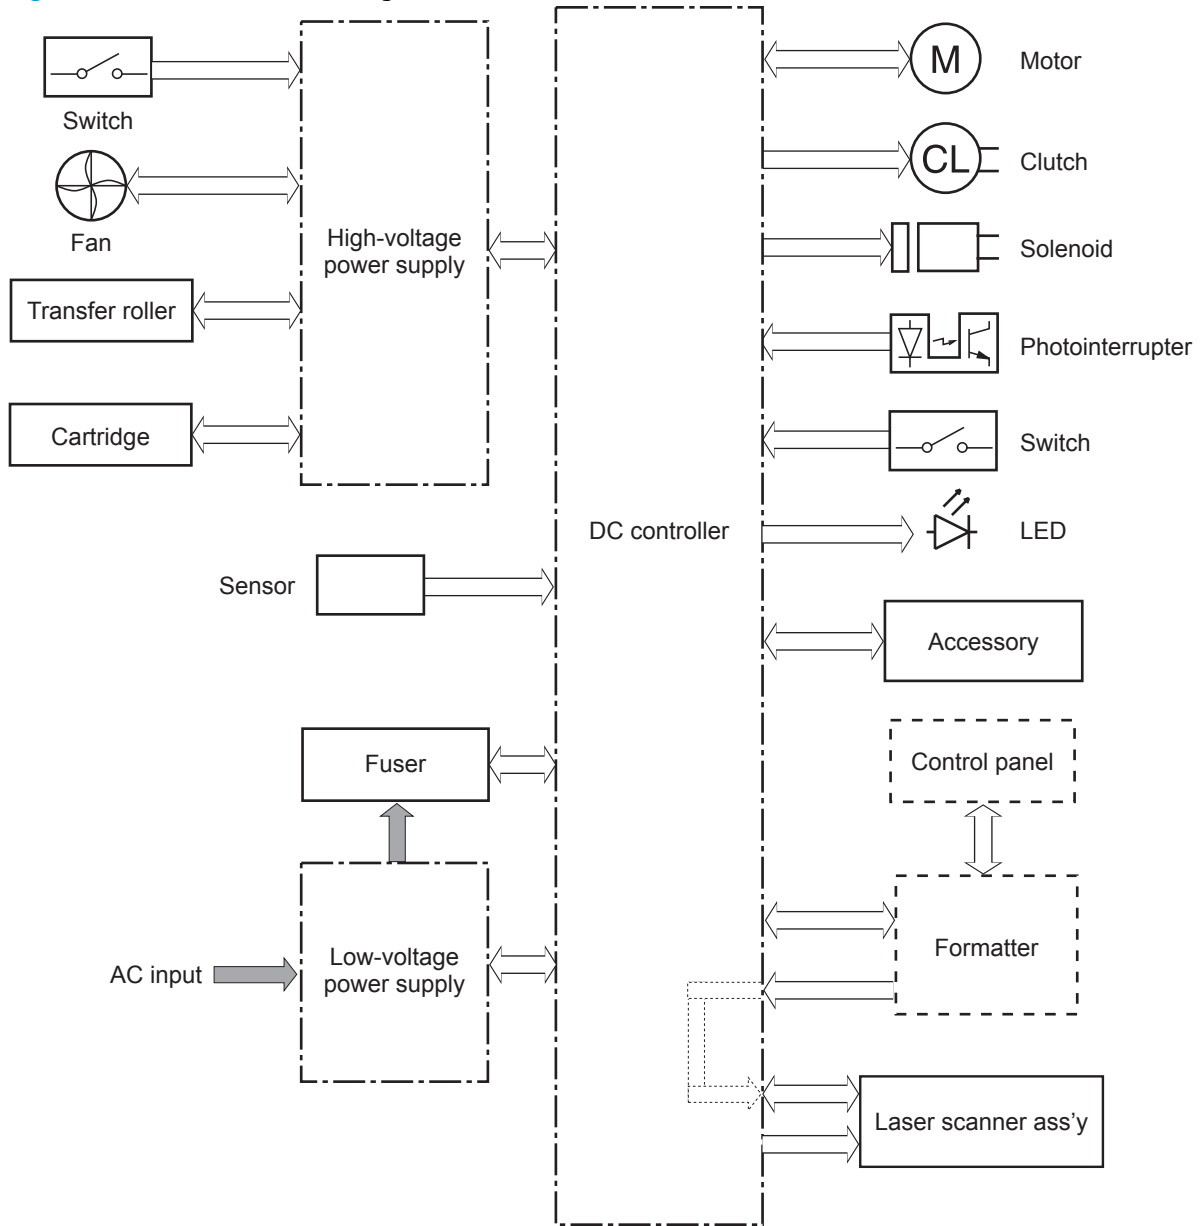 Switch
Fan
Transfer roller
Cartridge
High-voltage
power supply
Sensor
Fuser
AC input
Low-voltage
power supply
DC controller
M
Motor
CL
Clutch
Solenoid
Photointerrupter
Switch
LED
Accessory
Control panel
Formatter
Laser scanner ass'y